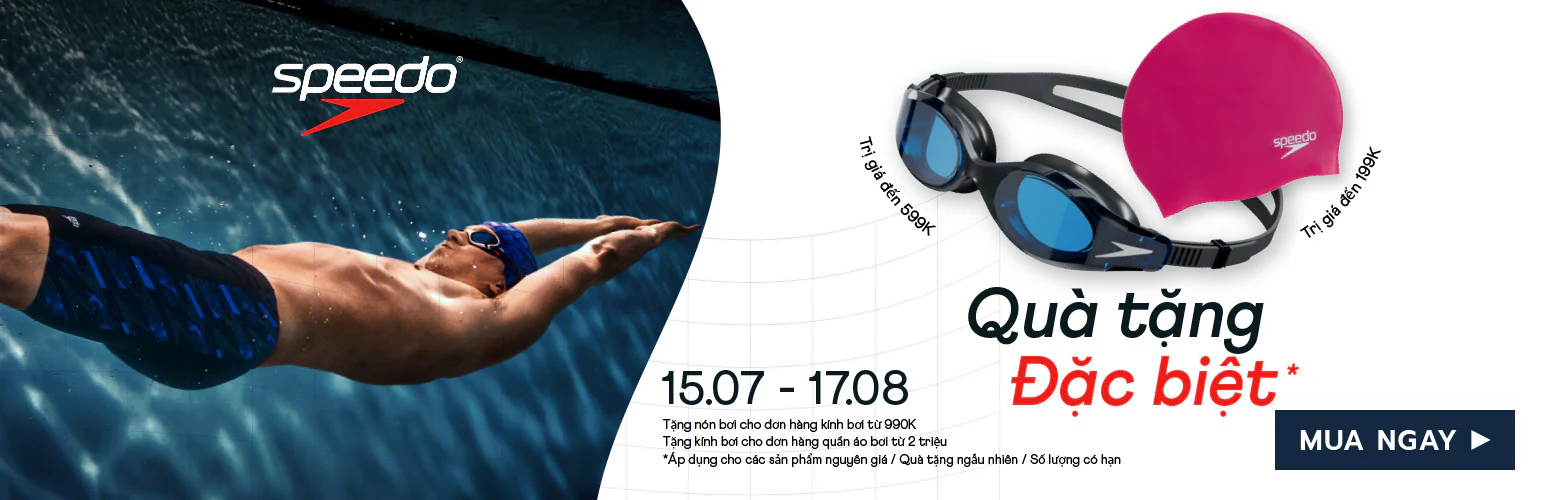 speedo®
Trị giá đến 599K
speedo
Trị giá đến 199K
Quà tặng
Đặc biệt*
15.07 - 17.08
Tặng nón bơi cho đơn hàng kính bơi từ 990K
Tặng kính bơi cho đơn hàng quần áo bơi từ 2 triệu
*Áp dụng cho các sản phẩm nguyên giá / Quà tặng ngẫu nhiên / Số lượng có hạn
MUA NGAY ▶
speedo